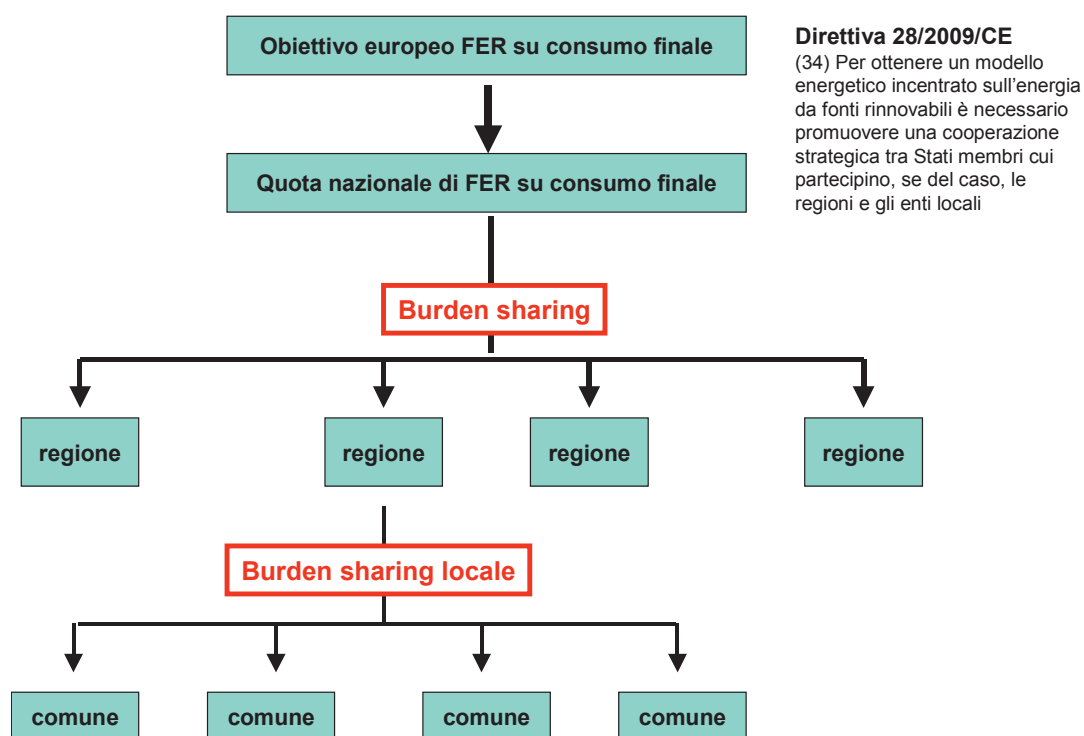 Obiettivo europeo FER su consumo finale
Direttiva 28/2009/CE
(34) Per ottenere un modello
energetico incentrato sull'energia
da fonti rinnovabili è necessario
promuovere una cooperazione
strategica tra Stati membri cui
partecipino, se del caso, le
regioni e gli enti locali
Quota nazionale di FER su consumo finale
Burden sharing
regione
regione
regione
regione
Burden sharing locale
comune
comune
comune
comune